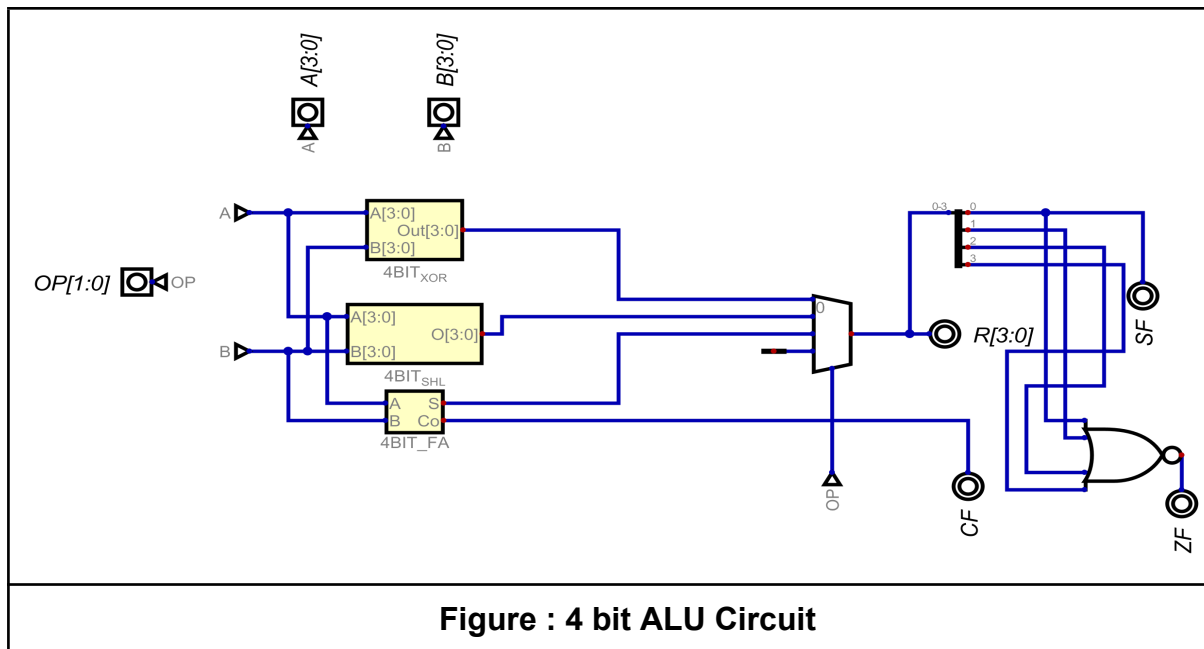 A[3:0]
B[3:0]
A
B
A
A[3:0]
Out[3:0]
B[3:0]
4BIT_XOR
OP[1:0]
OP
A[3:0]
O[3:0]
B[3:0]
4BIT_SHL
B
A
S
B
Co
4BIT_FA
0
OP
R[3:0]
CF
0-3
0
1
2
3
SF
ZF
Figure : 4 bit ALU Circuit